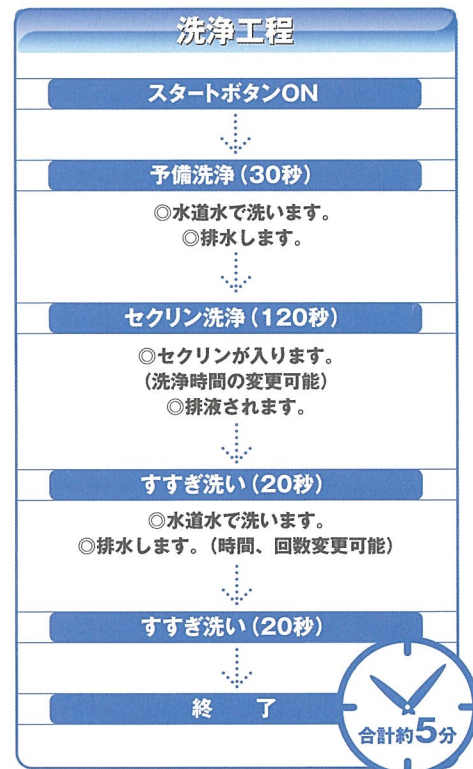 洗浄工程
スタートボタンON
予備洗浄(30秒)
◎水道水で洗います。
◎排水します。
セクリン洗浄(120秒)
◎セクリンが入ります。
(洗浄時間の変更可能)
◎排液されます。
すすぎ洗い(20秒)
◎水道水で洗います。
◎排水します。(時間、回数変更可能)
すすぎ洗い(20秒)
終 了
合計約5分